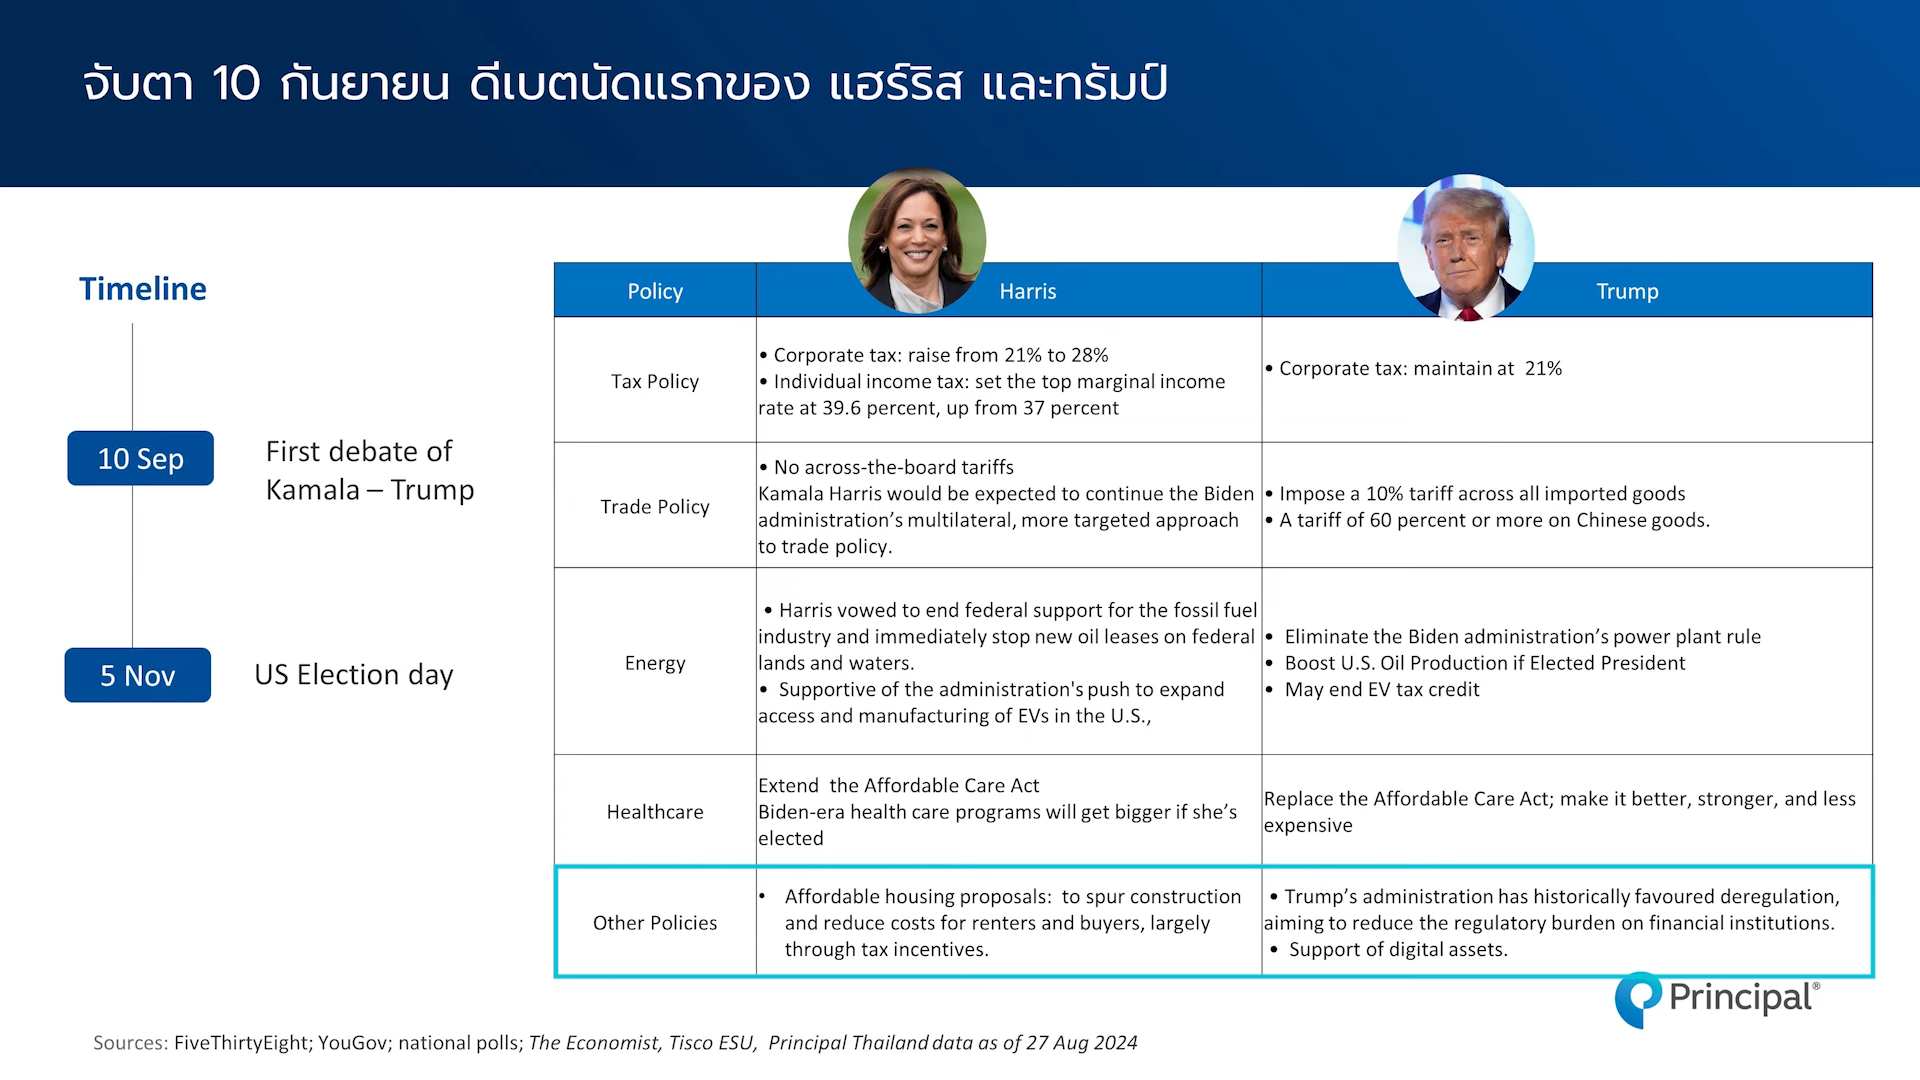 จับตา 10 กันยายน ดีเบตนัดแรกของ แฮร์ริส และทรัมป์
Timeline
10 Sep
First debate of
Kamala – Trump
5 Nov
US Election day
Policy
Harris
Trump
Tax Policy
• Corporate tax: raise from 21% to 28%
• Individual income tax: set the top marginal income
rate at 39.6 percent, up from 37 percent
• Corporate tax: maintain at 21%
Trade Policy
• No across-the-board tariffs
Kamala Harris would be expected to continue the Biden
administration’s multilateral, more targeted approach
to trade policy.
• Impose a 10% tariff across all imported goods
• A tariff of 60 percent or more on Chinese goods.
Energy
• Harris vowed to end federal support for the fossil fuel
industry and immediately stop new oil leases on federal
lands and waters.
• Supportive of the administration's push to expand
access and manufacturing of EVs in the U.S.,
• Eliminate the Biden administration’s power plant rule
• Boost U.S. Oil Production if Elected President
• May end EV tax credit
Healthcare
Extend the Affordable Care Act
Biden-era health care programs will get bigger if she’s
elected
Replace the Affordable Care Act; make it better, stronger, and less
expensive
Other Policies
• Affordable housing proposals: to spur construction
and reduce costs for renters and buyers, largely
through tax incentives.
• Trump’s administration has historically favoured deregulation,
aiming to reduce the regulatory burden on financial institutions.
• Support of digital assets.
Principal®
Sources: FiveThirtyEight; YouGov; national polls; The Economist, Tisco ESU, Principal Thailand data as of 27 Aug 2024